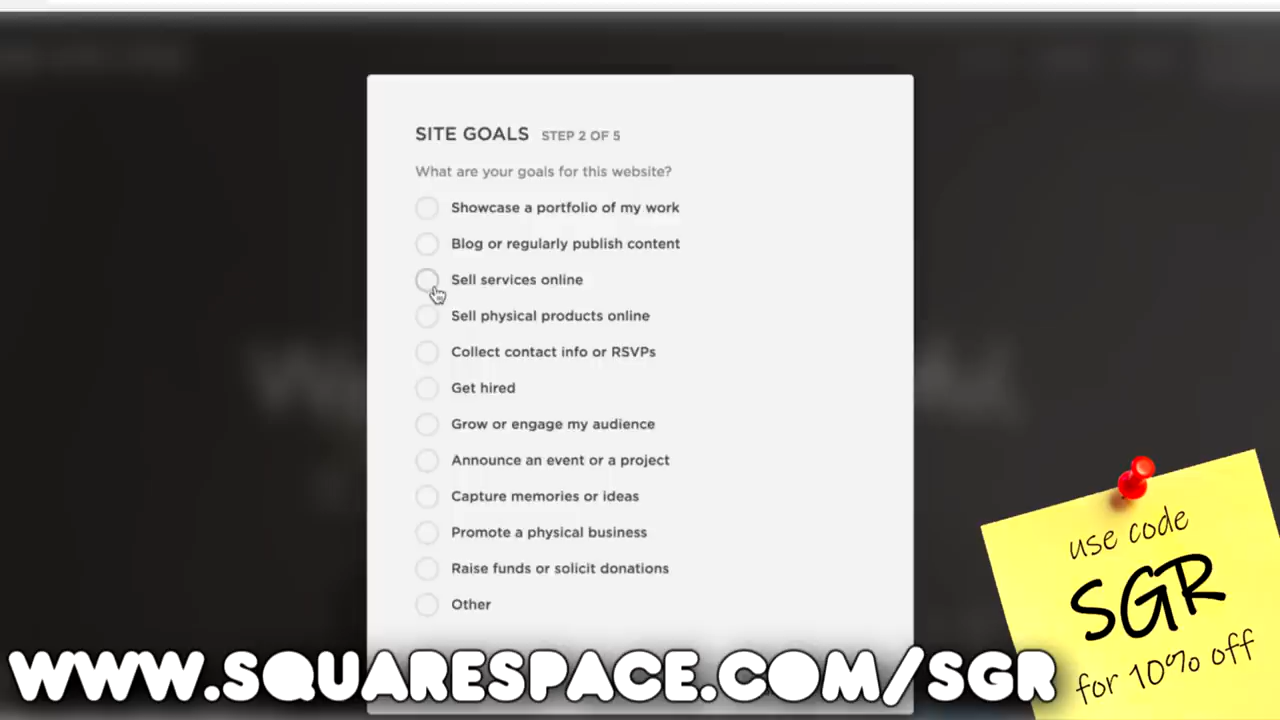 SITE GOALS STEP 2 OF 5
What are your goals for this website?
Showcase a portfolio of my work
Blog or regularly publish content
Sell services online
Sell physical products online
Collect contact info or RSVPs
Get hired
Grow or engage my audience
Announce an event or a project
Capture memories or ideas
Promote a physical business
Raise funds or solicit donations
Other
use code
SGR
for 10% off
WWW.SQUARESPACE.COM/SGR